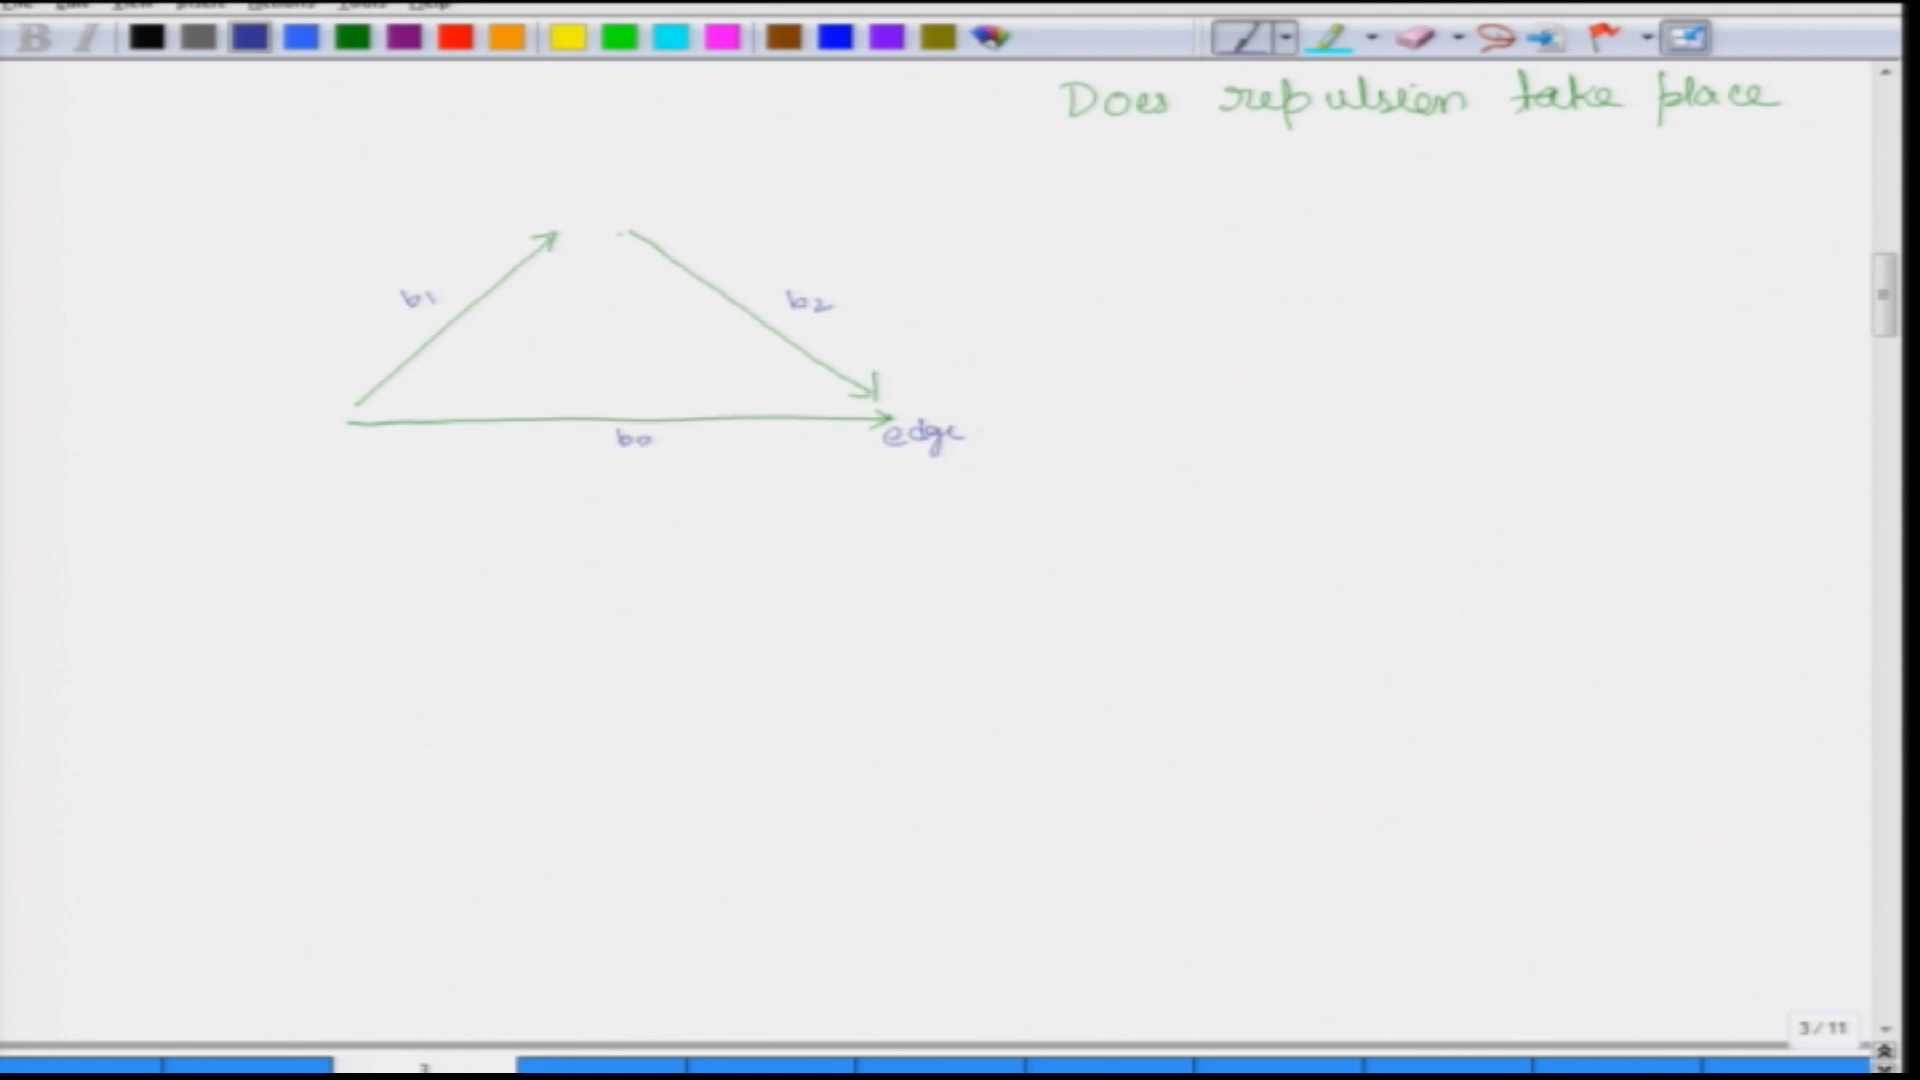 B I
Does repulsion take place
b1
b2
b0
edge
3/11